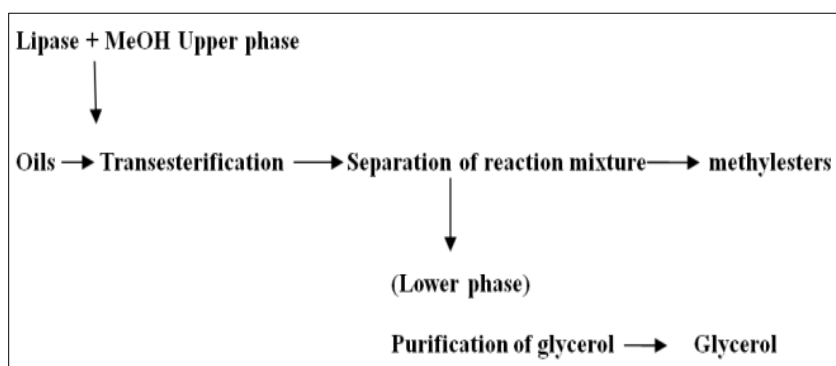 Lipase + MeOH Upper phase
Oils → Transesterification → Separation of reaction mixture → methylesters
(Lower phase)
Purification of glycerol → Glycerol